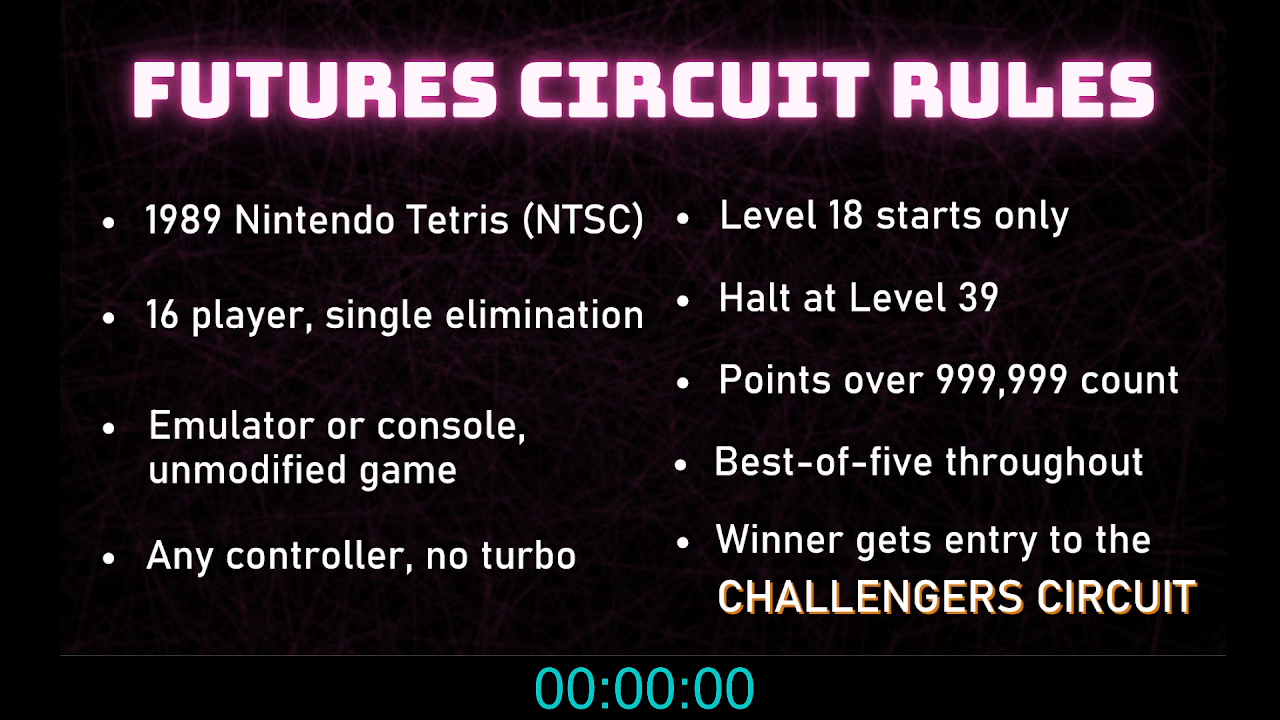 FUTURES CIRCUIT RULES
• 1989 Nintendo Tetris (NTSC)
• 16 player, single elimination
• Emulator or console,
unmodified game
• Any controller, no turbo
• Level 18 starts only
• Halt at Level 39
• Points over 999,999 count
• Best-of-five throughout
• Winner gets entry to the
CHALLENGERS CIRCUIT
00:00:00